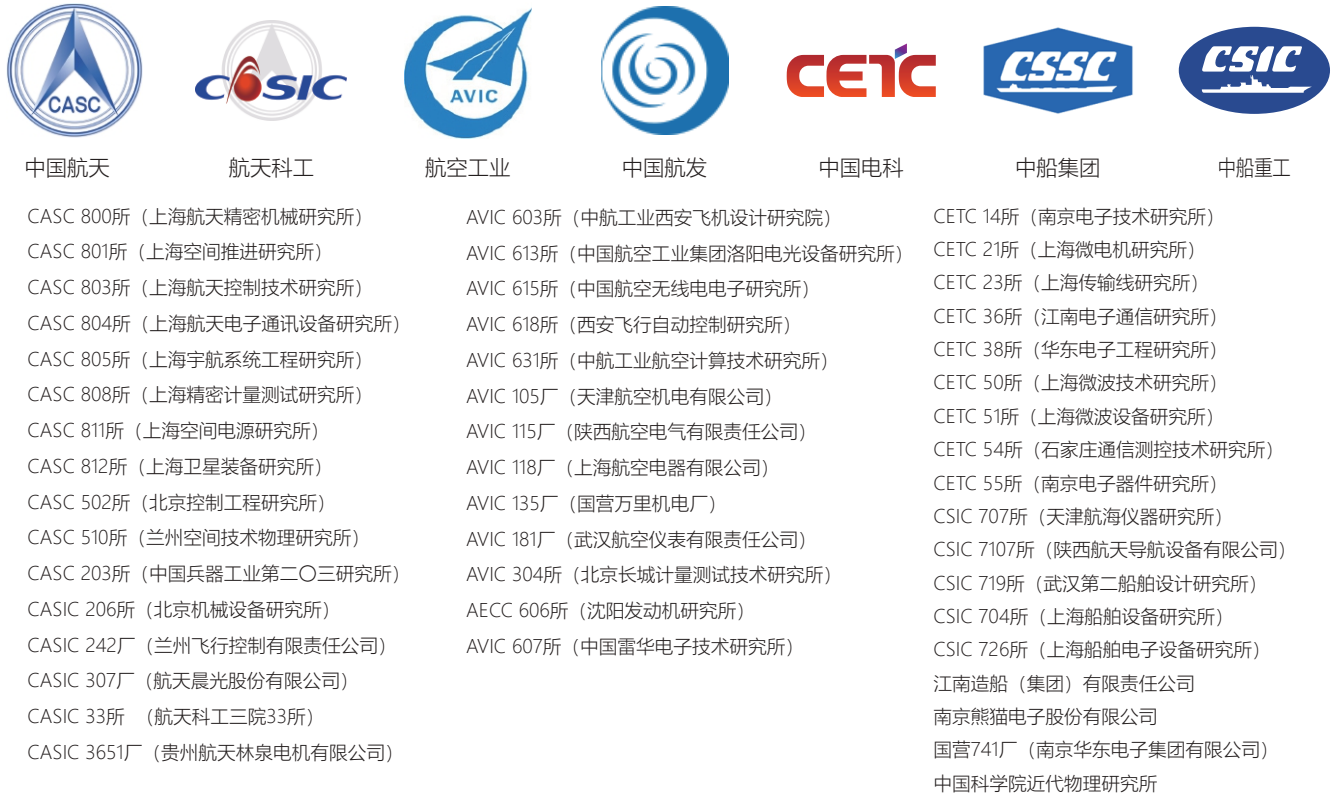 CASC
CASIC
AVIC
CETC
CSSC
CSIC
中国航天
航天科工
航空工业
中国航发
中国电科
中船集团
中船重工
CASC 800所（上海航天精密机械研究所）
CASC 801所（上海空间推进研究所）
CASC 803所（上海航天控制技术研究所）
CASC 804所（上海航天电子通讯设备研究所）
CASC 805所（上海宇航系统工程研究所）
CASC 808所（上海精密计量测试研究所）
CASC 811所（上海空间电源研究所）
CASC 812所（上海卫星装备研究所）
CASC 502所（北京控制工程研究所）
CASC 510所（兰州空间技术物理研究所）
CASC 203所（中国兵器工业第二〇三研究所）
CASIC 206所（北京机械设备研究所）
CASIC 242厂（兰州飞行控制有限责任公司）
CASIC 307厂（航天晨光股份有限公司）
CASIC 33所 （航天科工三院33所）
CASIC 3651厂（贵州航天林泉电机有限公司）
AVIC 603所（中航工业西安飞机设计研究院）
AVIC 613所（中国航空工业集团洛阳电光设备研究所）
AVIC 615所（中国航空无线电电子研究所）
AVIC 618所（西安飞行自动控制研究所）
AVIC 631所（中航工业航空计算技术研究所）
AVIC 105厂（天津航空机电有限公司）
AVIC 115厂（陕西航空电气有限责任公司）
AVIC 118厂（上海航空电器有限公司）
AVIC 135厂（国营万里机电厂）
AVIC 181厂（武汉航空仪表有限责任公司）
AVIC 304所（北京长城计量测试技术研究所）
AECC 606所（沈阳发动机研究所）
AVIC 607所（中国雷华电子技术研究所）
CETC 14所（南京电子技术研究所）
CETC 21所（上海微电机研究所）
CETC 23所（上海传输线研究所）
CETC 36所（江南电子通信研究所）
CETC 38所（华东电子工程研究所）
CETC 50所（上海微波技术研究所）
CETC 51所（上海微波设备研究所）
CETC 54所（石家庄通信测控技术研究所）
CETC 55所（南京电子器件研究所）
CSIC 707所（天津航海仪器研究所）
CSIC 7107所（陕西航天导航设备有限公司）
CSIC 719所（武汉第二船舶设计研究所）
CSIC 704所（上海船舶设备研究所）
CSIC 726所（上海船舶电子设备研究所）
江南造船（集团）有限责任公司
南京熊猫电子股份有限公司
国营741厂（南京华东电子集团有限公司）
中国科学院近代物理研究所